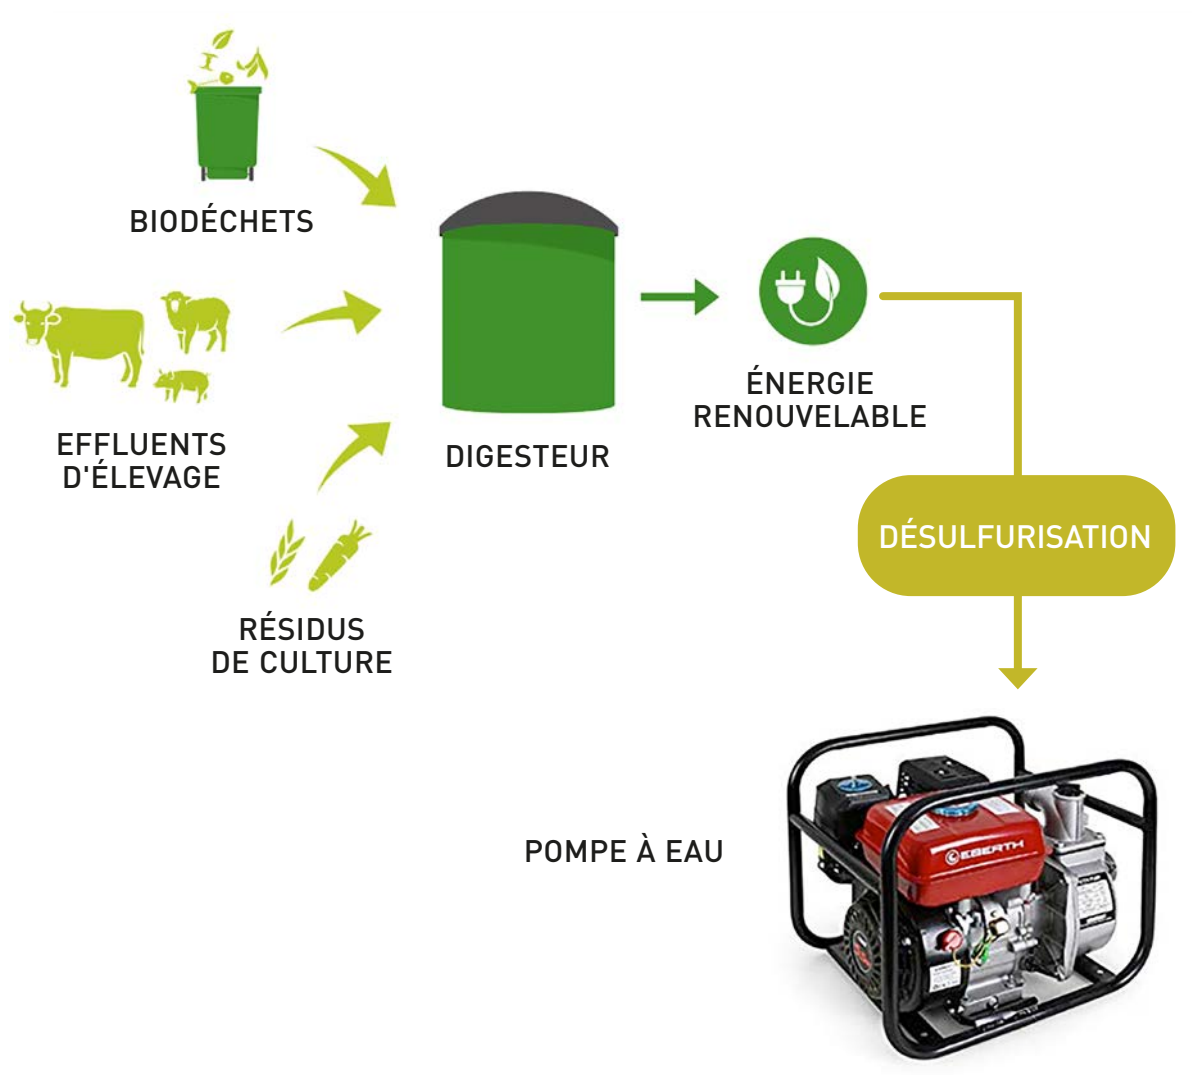 BIODÉCHETS
EFFLUENTS
D'ÉLEVAGE
RÉSIDUS
DE CULTURE
DIGESTEUR
ÉNERGIE
RENOUVELABLE
DÉSULFURISATION
POMPE À EAU
EBERTH